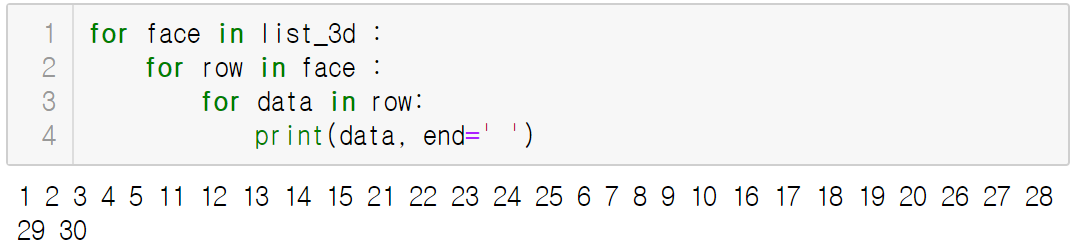 1 for face in list_3d :
2     for row in face :
3         for data in row:
4             print(data, end=' ')
1 2 3 4 5 11 12 13 14 15 21 22 23 24 25 6 7 8 9 10 16 17 18 19 20 26 27 28
29 30